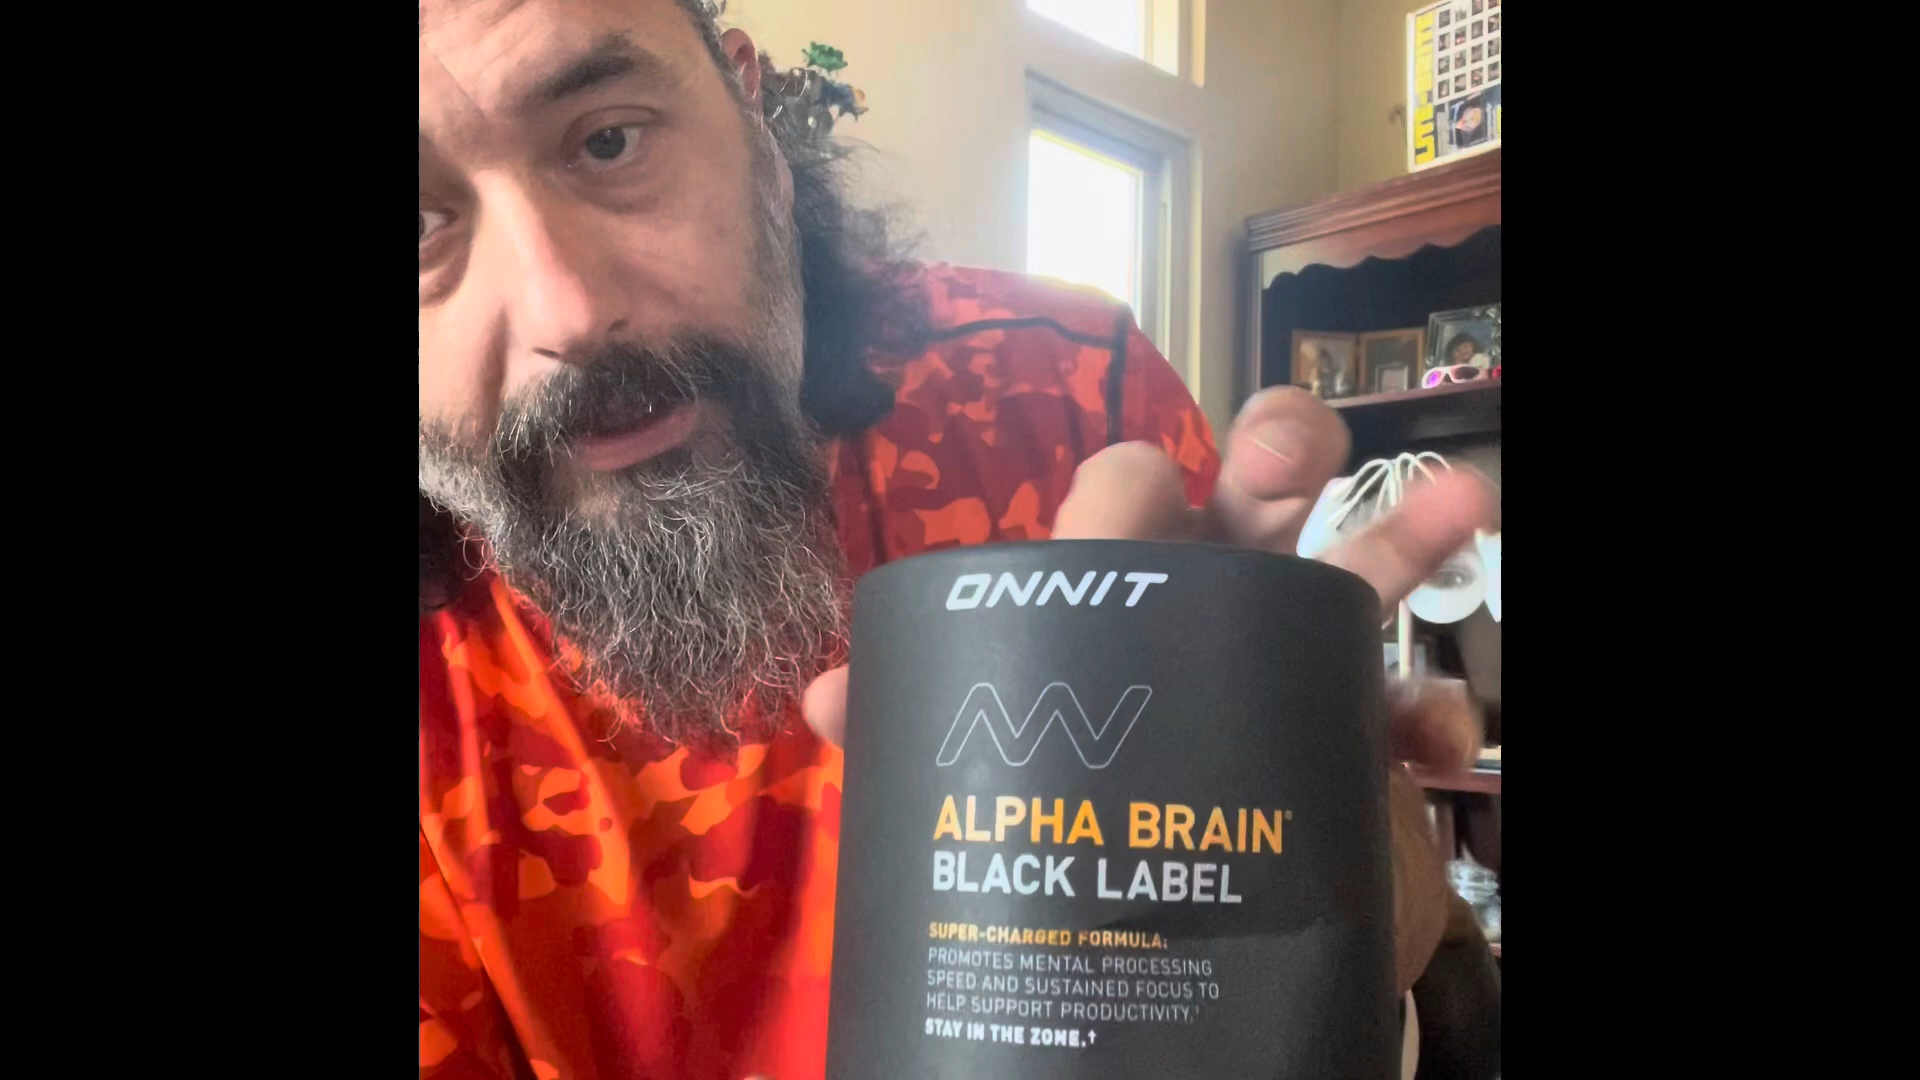 ONNIT
ALPHA BRAIN®
BLACK LABEL
SUPER-CHARGED FORMULA:
PROMOTES MENTAL PROCESSING
SPEED AND SUSTAINED FOCUS TO
HELP SUPPORT PRODUCTIVITY.†
STAY IN THE ZONE.†